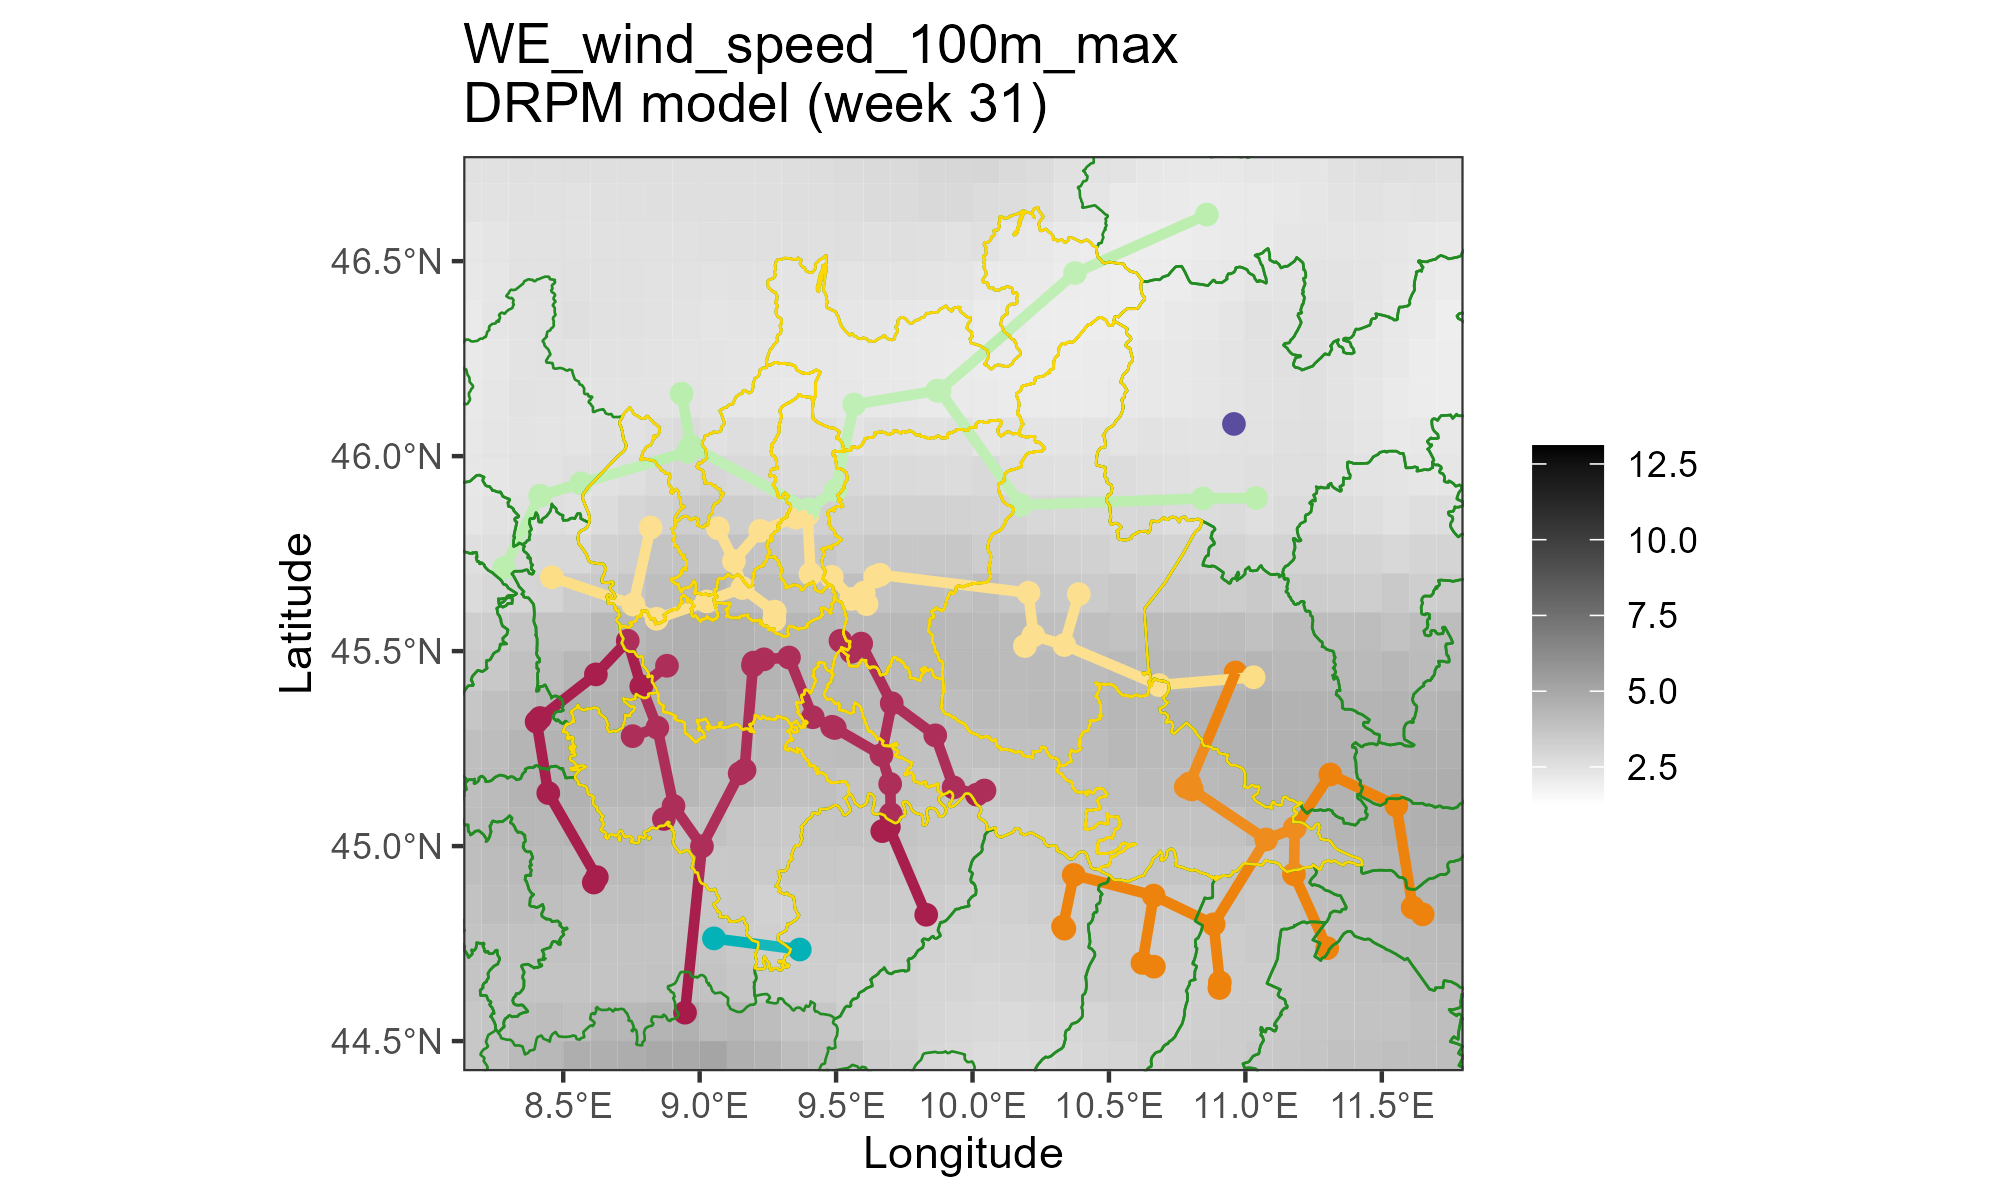 WE_wind_speed_100m_max
DRPM model (week 31)
46.5°N
46.0°N
45.5°N
45.0°N
44.5°N
Latitude
8.5°E
9.0°E
9.5°E
10.0°E
10.5°E
11.0°E
11.5°E
Longitude
12.5
10.0
7.5
5.0
2.5